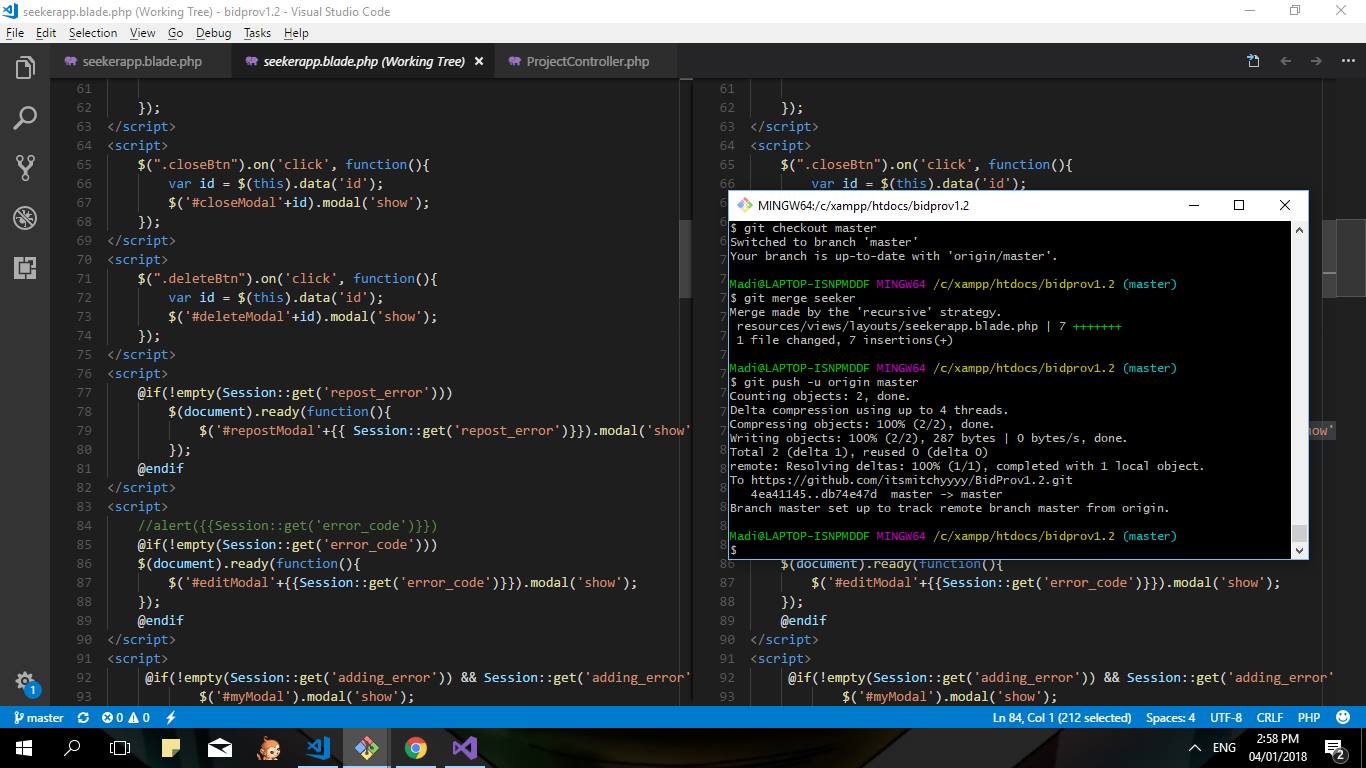 seekerapp.blade.php (Working Tree) - bidprov1.2 - Visual Studio Code
File Edit Selection View Go Debug Tasks Help
seekerapp.blade.php seekerapp.blade.php (Working Tree) × ProjectController.php
61
62 });
63 </script>
64 <script>
65 $(".closeBtn").on('click', function(){
66 var id = $(this).data('id');
67 $('#closeModal'+id).modal('show');
68 });
69 </script>
70 <script>
71 $(".deleteBtn").on('click', function(){
72 var id = $(this).data('id');
73 $('#deleteModal'+id).modal('show');
74 });
75 </script>
76 <script>
77 @if(!empty(Session::get('repost_error')))
78 $(document).ready(function(){
79 $('#repostModal'+{{ Session::get('repost_error')}}).modal('show'
80 });
81 @endif
82 </script>
83 <script>
84 //alert({{Session::get('error_code')}})
85 @if(!empty(Session::get('error_code')))
86 $(document).ready(function(){
87 $('#editModal'+{{Session::get('error_code')}}).modal('show');
88 });
89 @endif
90 </script>
91 <script>
92 @if(!empty(Session::get('adding_error')) && Session::get('adding_error'
93 $('#myModal').modal('show');
61
62 });
63 </script>
64 <script>
65 $(".closeBtn").on('click', function(){
66 var id = $(this).data('id');
MINGW64:/c/xampp/htdocs/bidprov1.2
$ git checkout master
Switched to branch 'master'
Your branch is up-to-date with 'origin/master'.
Madi@LAPTOP-ISNPMDDF MINGW64 /c/xampp/htdocs/bidprov1.2 (master)
$ git merge seeker
Merge made by the 'recursive' strategy.
resources/views/layouts/seekerapp.blade.php | 7 +++++++
1 file changed, 7 insertions(+)
Madi@LAPTOP-ISNPMDDF MINGW64 /c/xampp/htdocs/bidprov1.2 (master)
$ git push -u origin master
Counting objects: 2, done.
Delta compression using up to 4 threads.
Compressing objects: 100% (2/2), done.
Writing objects: 100% (2/2), 287 bytes | 0 bytes/s, done.
Total 2 (delta 1), reused 0 (delta 0)
remote: Resolving deltas: 100% (1/1), completed with 1 local object.
To https://github.com/itsmitchyyyy/BidProv1.2.git
4ea41145..db74e47d master -> master
Branch master set up to track remote branch master from origin.
Madi@LAPTOP-ISNPMDDF MINGW64 /c/xampp/htdocs/bidprov1.2 (master)
$
86 $(document).ready(function(){
87 $('#editModal'+{{Session::get('error_code')}}).modal('show');
88 });
89 @endif
90 </script>
91 <script>
92 @if(!empty(Session::get('adding_error')) && Session::get('adding_error'
93 $('#myModal').modal('show');
1
master 0 0 Ln 84, Col 1 (212 selected) Spaces: 4 UTF-8 CRLF PHP
ENG 2:58 PM
04/01/2018 2